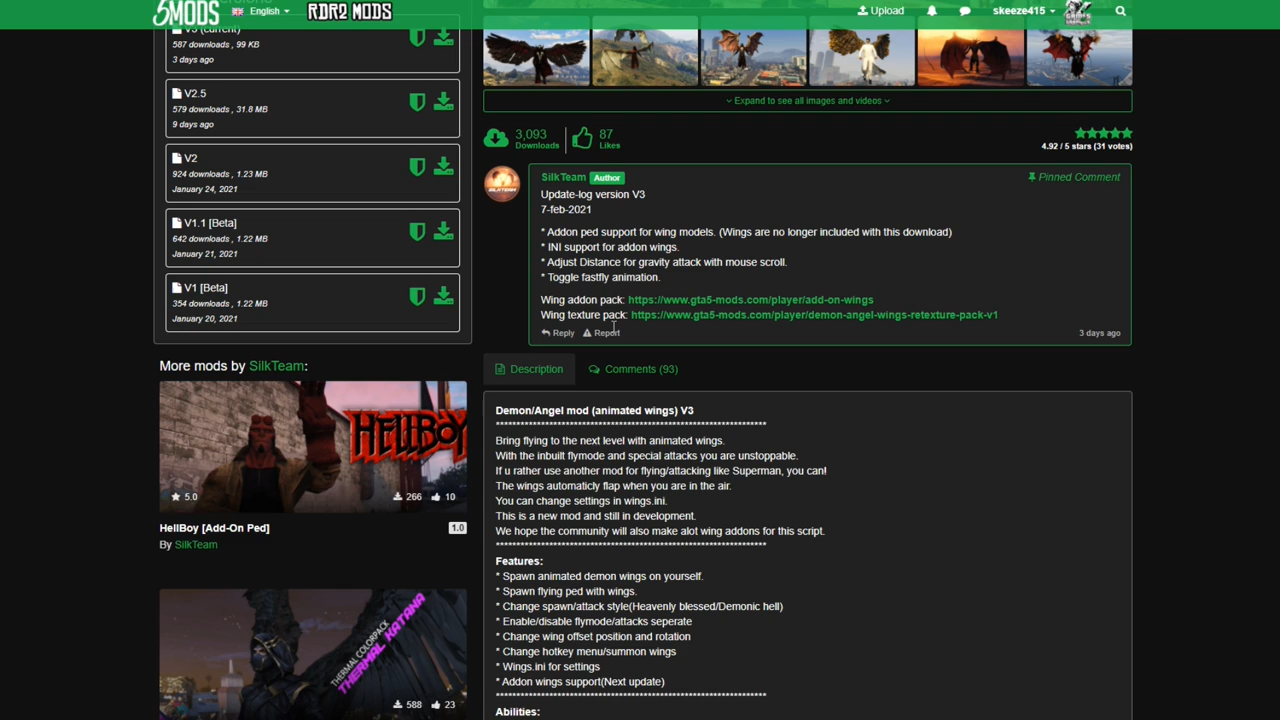 5MODS
English
RDR2 MODS
Upload
skeeze415
V3 (current)
587 downloads , 99 KB
3 days ago
V2.5
579 downloads , 31.8 MB
9 days ago
V2
924 downloads , 1.23 MB
January 24, 2021
V1.1 [Beta]
642 downloads , 1.22 MB
January 21, 2021
V1 [Beta]
354 downloads , 1.22 MB
January 20, 2021
More mods by SilkTeam:
HELLBOY
5.0
266
10
HellBoy [Add-On Ped]
1.0
By SilkTeam
THERMAL COLORPACK
THERMAL KATANA
588
23
Expand to see all images and videos
3,093
Downloads
87
Likes
4.92 / 5 stars (31 votes)
SilkTeam Author
Pinned Comment
Update-log version V3
7-feb-2021
* Addon ped support for wing models. (Wings are no longer included with this download)
* INI support for addon wings.
* Adjust Distance for gravity attack with mouse scroll.
* Toggle fastfly animation.
Wing addon pack: https://www.gta5-mods.com/player/add-on-wings
Wing texture pack: https://www.gta5-mods.com/player/demon-angel-wings-retexture-pack-v1
Reply Report
3 days ago
Description
Comments (93)
Demon/Angel mod (animated wings) V3
******************************************************************
Bring flying to the next level with animated wings.
With the inbuilt flymode and special attacks you are unstoppable.
If u rather use another mod for flying/attacking like Superman, you can!
The wings automaticly flap when you are in the air.
You can change settings in wings.ini.
This is a new mod and still in development.
We hope the community will also make alot wing addons for this script.
******************************************************************
Features:
* Spawn animated demon wings on yourself.
* Spawn flying ped with wings.
* Change spawn/attack style(Heavenly blessed/Demonic hell)
* Enable/disable flymode/attacks seperate
* Change wing offset position and rotation
* Change hotkey menu/summon wings
* Wings.ini for settings
* Addon wings support(Next update)
******************************************************************
Abilities: